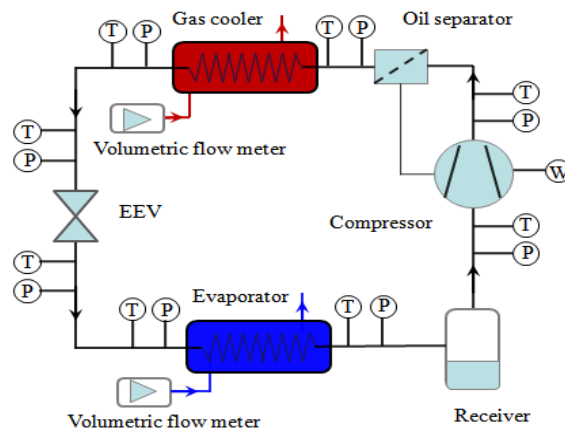 Gas cooler
Oil separator
T
P
T
P
T
P
Volumetric flow meter
T
P
EEV
W
Compressor
T
P
T
P
Evaporator
T
P
T
P
Volumetric flow meter
Receiver